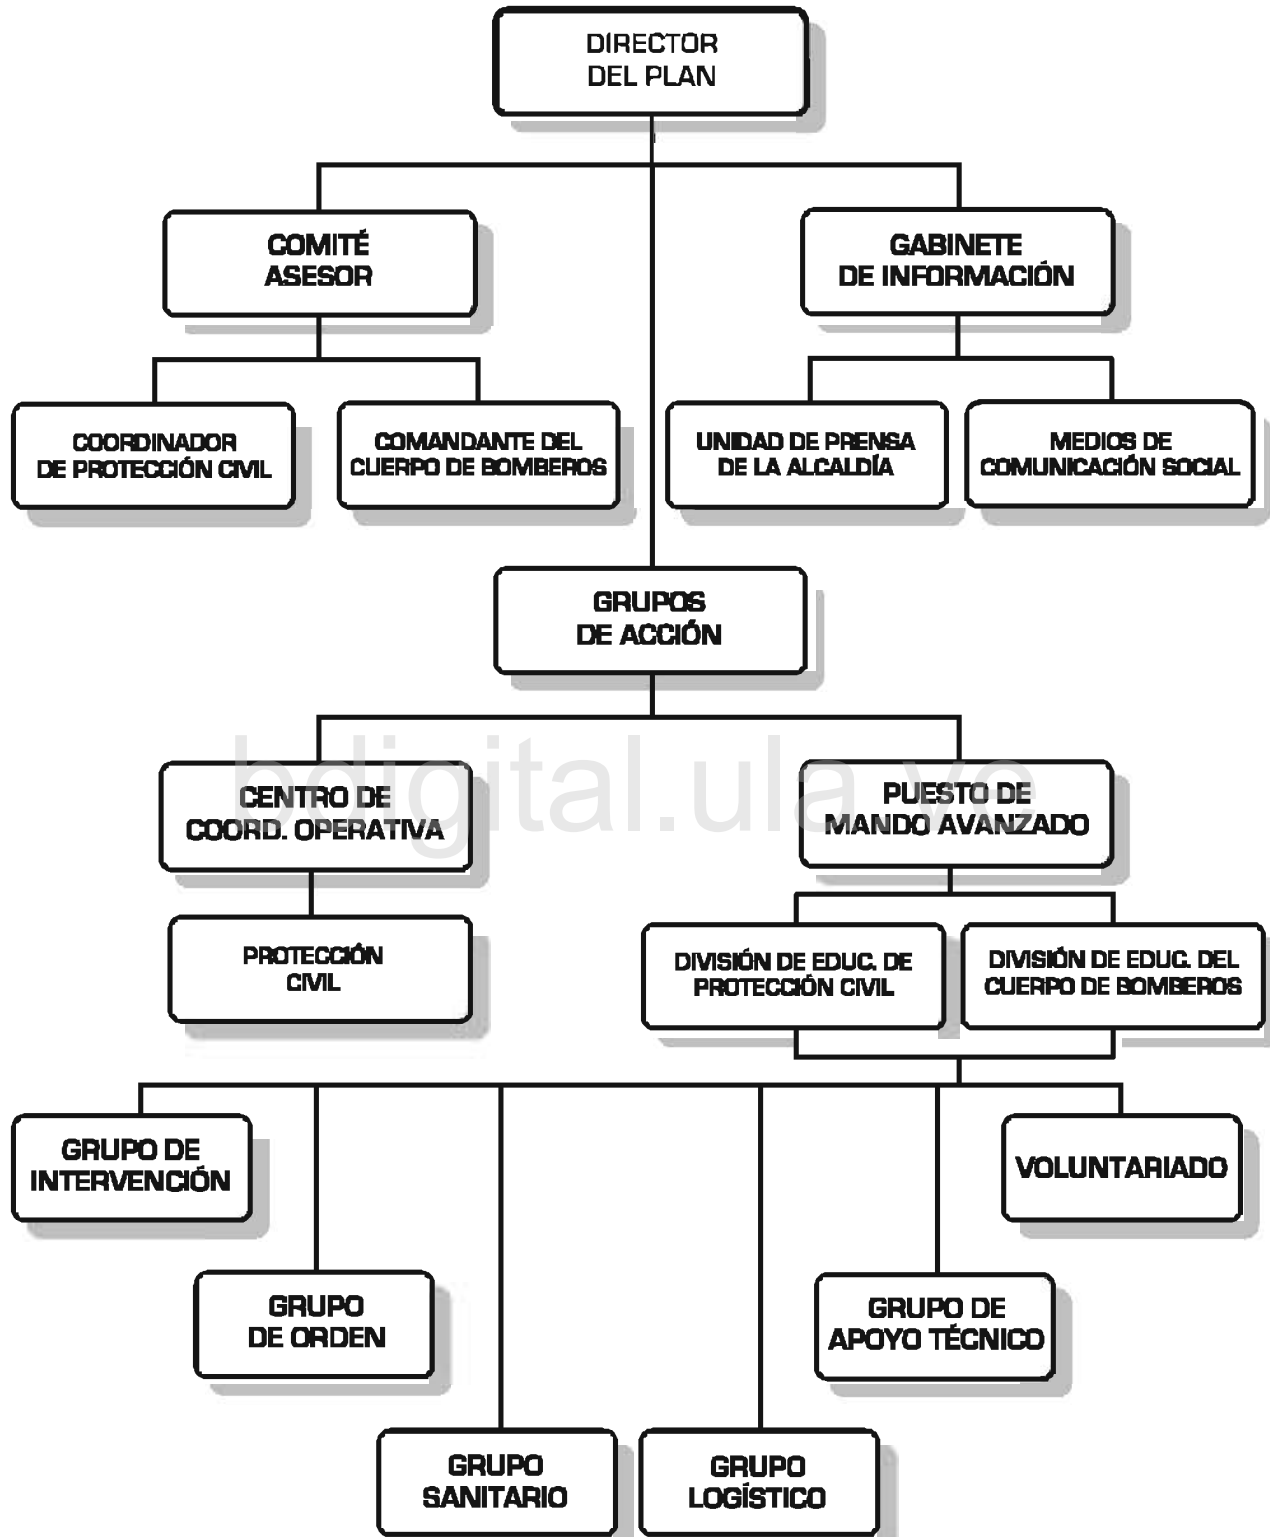 DIRECTOR
DEL PLAN
COMITÉ
ASESOR
GABINETE
DE INFORMACIÓN
COORDINADOR
DE PROTECCIÓN CIVIL
COMANDANTE DEL
CUERPO DE BOMBEROS
UNIDAD DE PRENSA
DE LA ALCALDÍA
MEDIOS DE
COMUNICACIÓN SOCIAL
GRUPOS
DE ACCIÓN
bdigital.ula.ve
CENTRO DE
COORD. OPERATIVA
PUESTO DE
MANDO AVANZADO
PROTECCIÓN
CIVIL
DIVISIÓN DE EDUC. DE
PROTECCIÓN CIVIL
DIVISIÓN DE EDUC. DEL
CUERPO DE BOMBEROS
GRUPO DE
INTERVENCIÓN
VOLUNTARIADO
GRUPO
DE ORDEN
GRUPO DE
APOYO TÉCNICO
GRUPO
SANITARIO
GRUPO
LOGÍSTICO